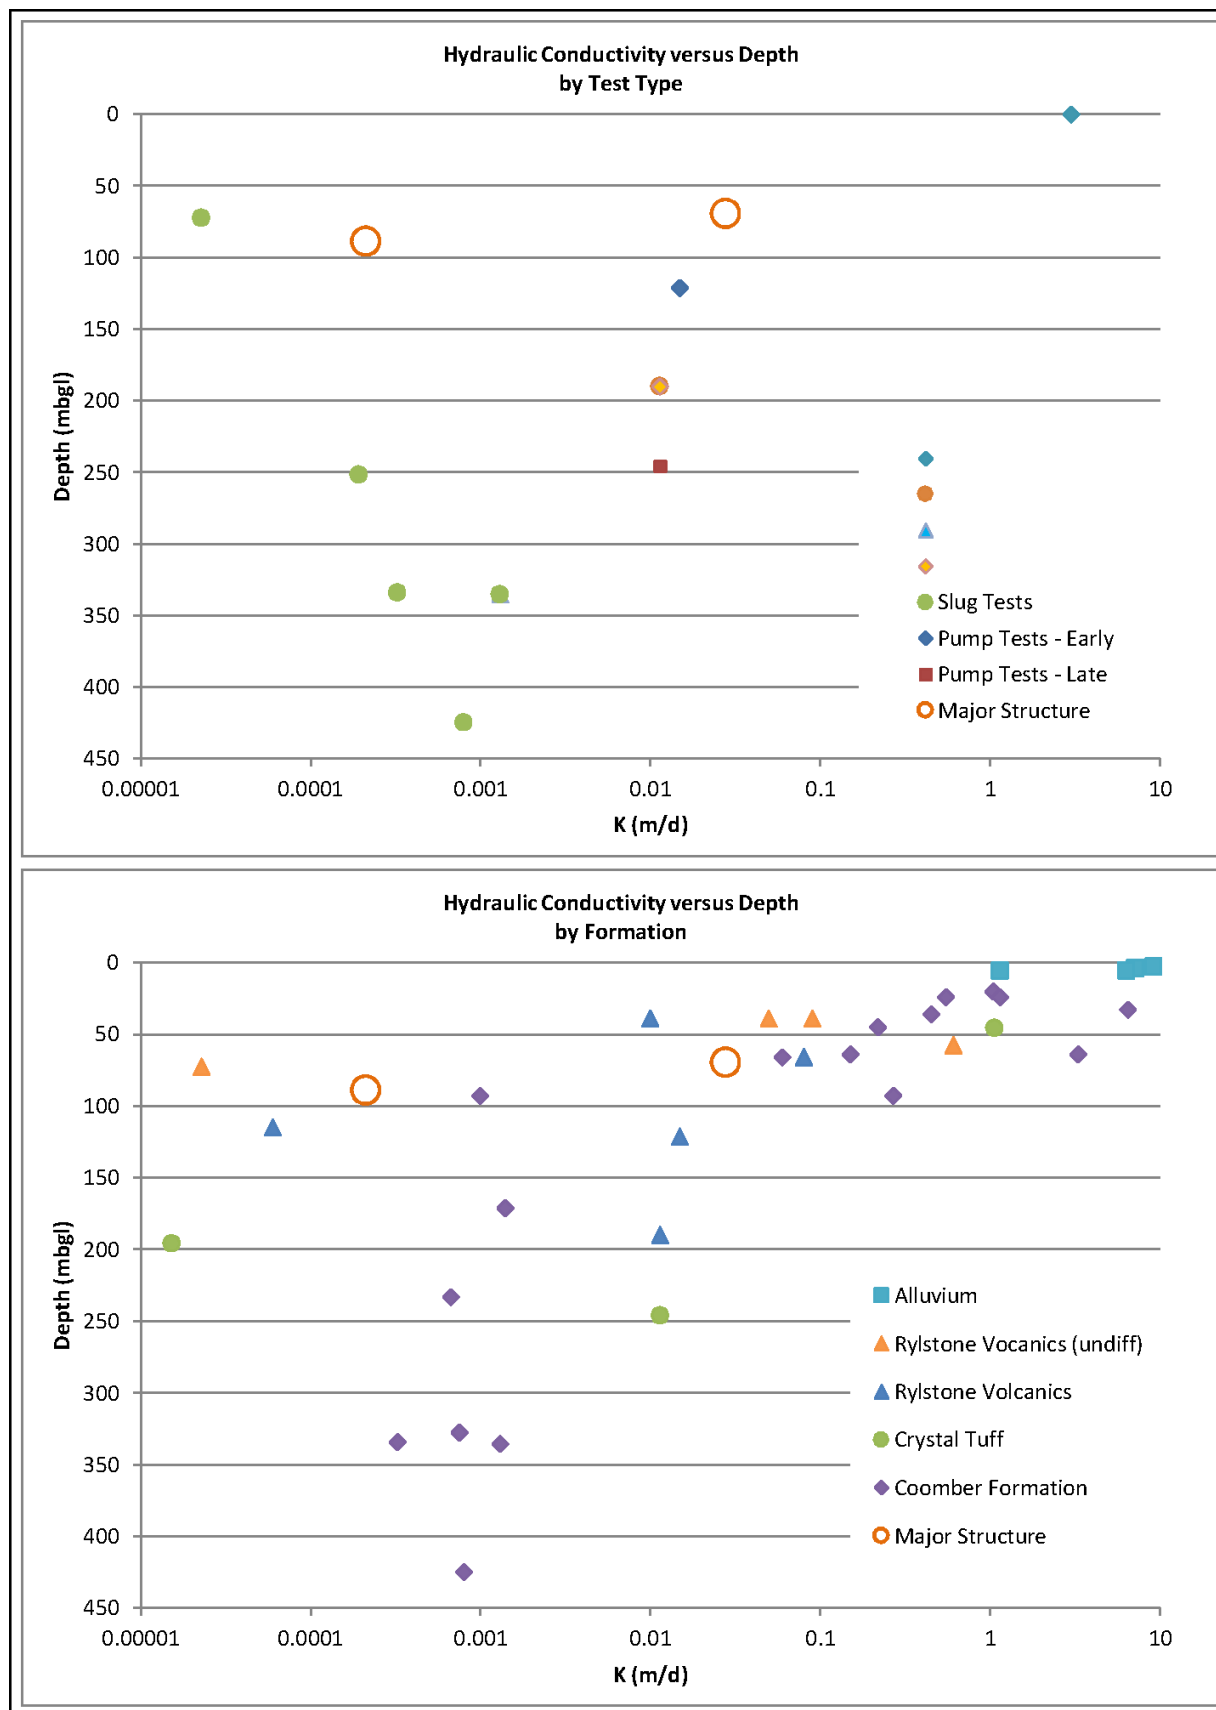 Hydraulic Conductivity versus Depth
by Test Type
0
50
100
150
200
250
300
350
400
450
Depth (mbgl)
Slug Tests
Pump Tests - Early
Pump Tests - Late
Major Structure
0.00001 0.0001 0.001 0.01 0.1 1 10
K (m/d)
Hydraulic Conductivity versus Depth
by Formation
0
50
100
150
200
250
300
350
400
450
Depth (mbgl)
Alluvium
Rylstone Vocanics (undiff)
Rylstone Volcanics
Crystal Tuff
Coomber Formation
Major Structure
0.00001 0.0001 0.001 0.01 0.1 1 10
K (m/d)